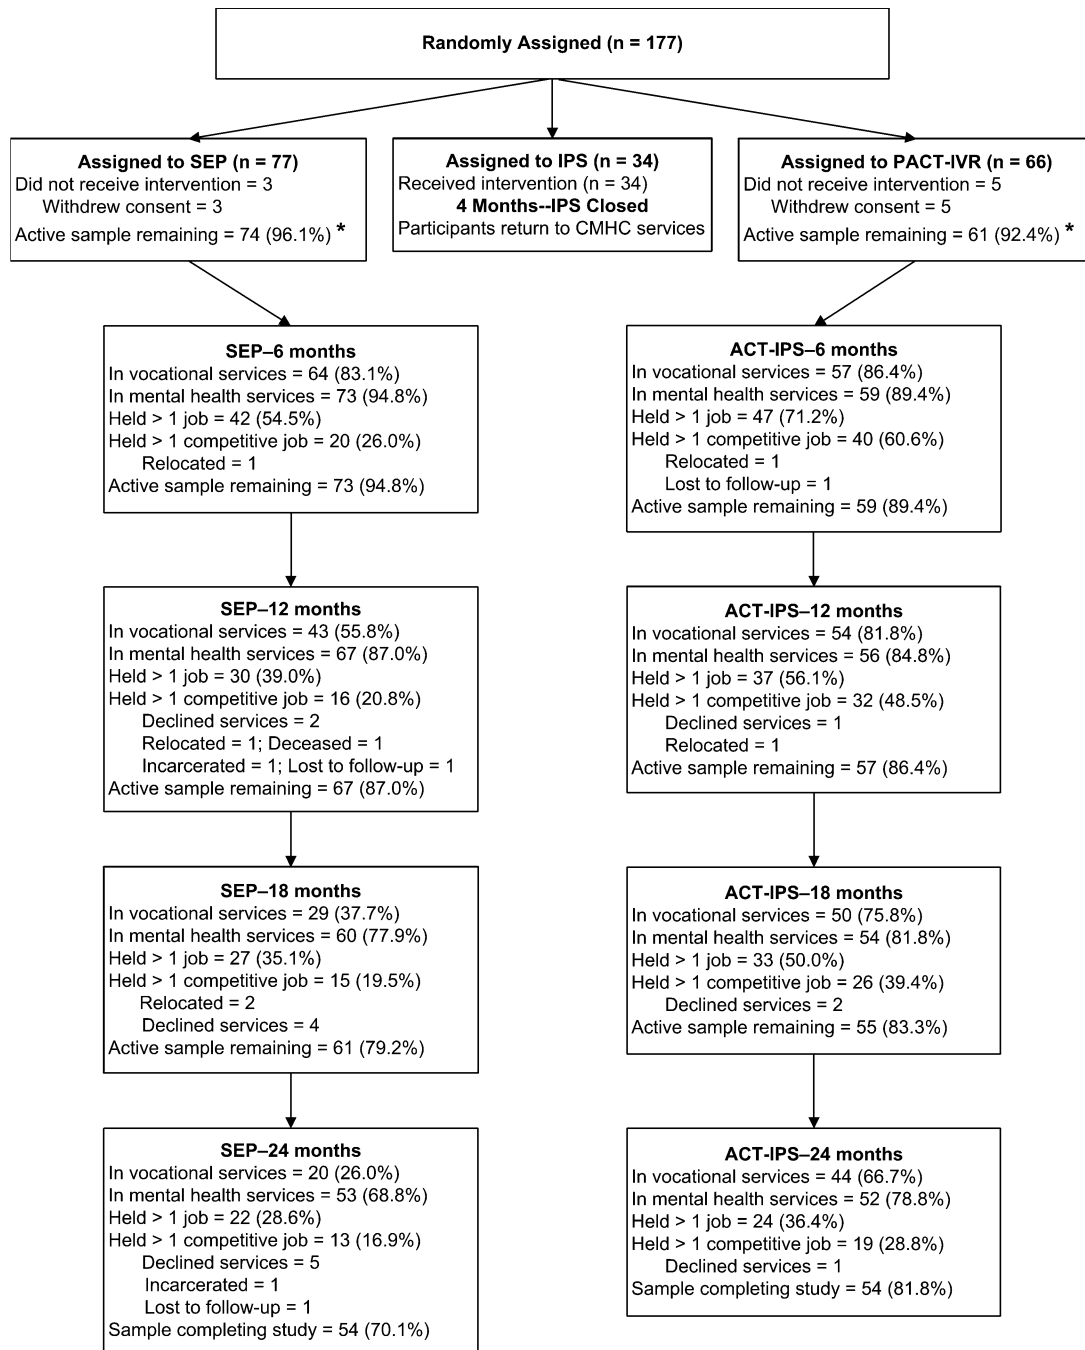 Randomly Assigned (n = 177)
Assigned to SEP (n = 77)
Did not receive intervention = 3
Withdrew consent = 3
Active sample remaining = 74 (96.1%) *
Assigned to IPS (n = 34)
Received intervention (n = 34)
4 Months--IPS Closed
Participants return to CMHC services
Assigned to PACT-IVR (n = 66)
Did not receive intervention = 5
Withdrew consent = 5
Active sample remaining = 61 (92.4%) *
SEP–6 months
In vocational services = 64 (83.1%)
In mental health services = 73 (94.8%)
Held > 1 job = 42 (54.5%)
Held > 1 competitive job = 20 (26.0%)
Relocated = 1
Active sample remaining = 73 (94.8%)
ACT-IPS–6 months
In vocational services = 57 (86.4%)
In mental health services = 59 (89.4%)
Held > 1 job = 47 (71.2%)
Held > 1 competitive job = 40 (60.6%)
Relocated = 1
Lost to follow-up = 1
Active sample remaining = 59 (89.4%)
SEP–12 months
In vocational services = 43 (55.8%)
In mental health services = 67 (87.0%)
Held > 1 job = 30 (39.0%)
Held > 1 competitive job = 16 (20.8%)
Declined services = 2
Relocated = 1; Deceased = 1
Incarcerated = 1; Lost to follow-up = 1
Active sample remaining = 67 (87.0%)
ACT-IPS–12 months
In vocational services = 54 (81.8%)
In mental health services = 56 (84.8%)
Held > 1 job = 37 (56.1%)
Held > 1 competitive job = 32 (48.5%)
Declined services = 1
Relocated = 1
Active sample remaining = 57 (86.4%)
SEP–18 months
In vocational services = 29 (37.7%)
In mental health services = 60 (77.9%)
Held > 1 job = 27 (35.1%)
Held > 1 competitive job = 15 (19.5%)
Relocated = 2
Declined services = 4
Active sample remaining = 61 (79.2%)
ACT-IPS–18 months
In vocational services = 50 (75.8%)
In mental health services = 54 (81.8%)
Held > 1 job = 33 (50.0%)
Held > 1 competitive job = 26 (39.4%)
Declined services = 2
Active sample remaining = 55 (83.3%)
SEP–24 months
In vocational services = 20 (26.0%)
In mental health services = 53 (68.8%)
Held > 1 job = 22 (28.6%)
Held > 1 competitive job = 13 (16.9%)
Declined services = 5
Incarcerated = 1
Lost to follow-up = 1
Sample completing study = 54 (70.1%)
ACT-IPS–24 months
In vocational services = 44 (66.7%)
In mental health services = 52 (78.8%)
Held > 1 job = 24 (36.4%)
Held > 1 competitive job = 19 (28.8%)
Declined services = 1
Sample completing study = 54 (81.8%)